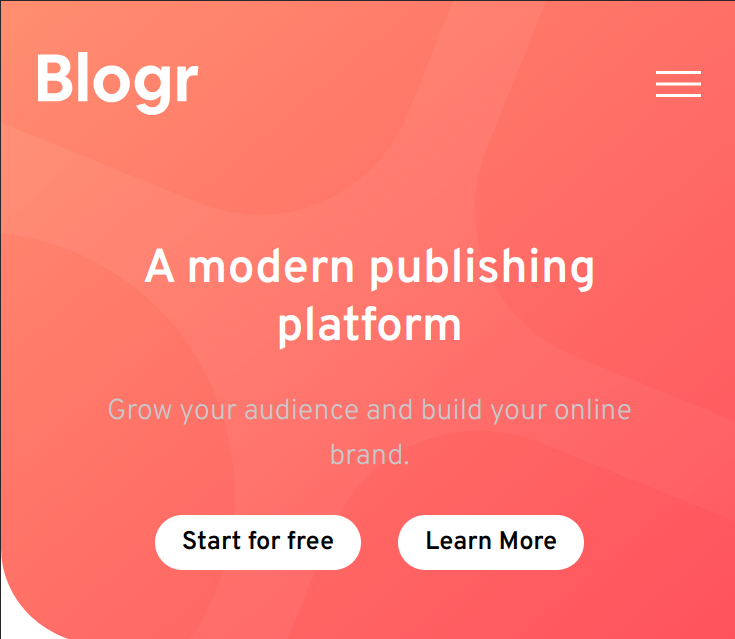 Blogr
A modern publishing
platform
Grow your audience and build your online
brand.
Start for free
Learn More